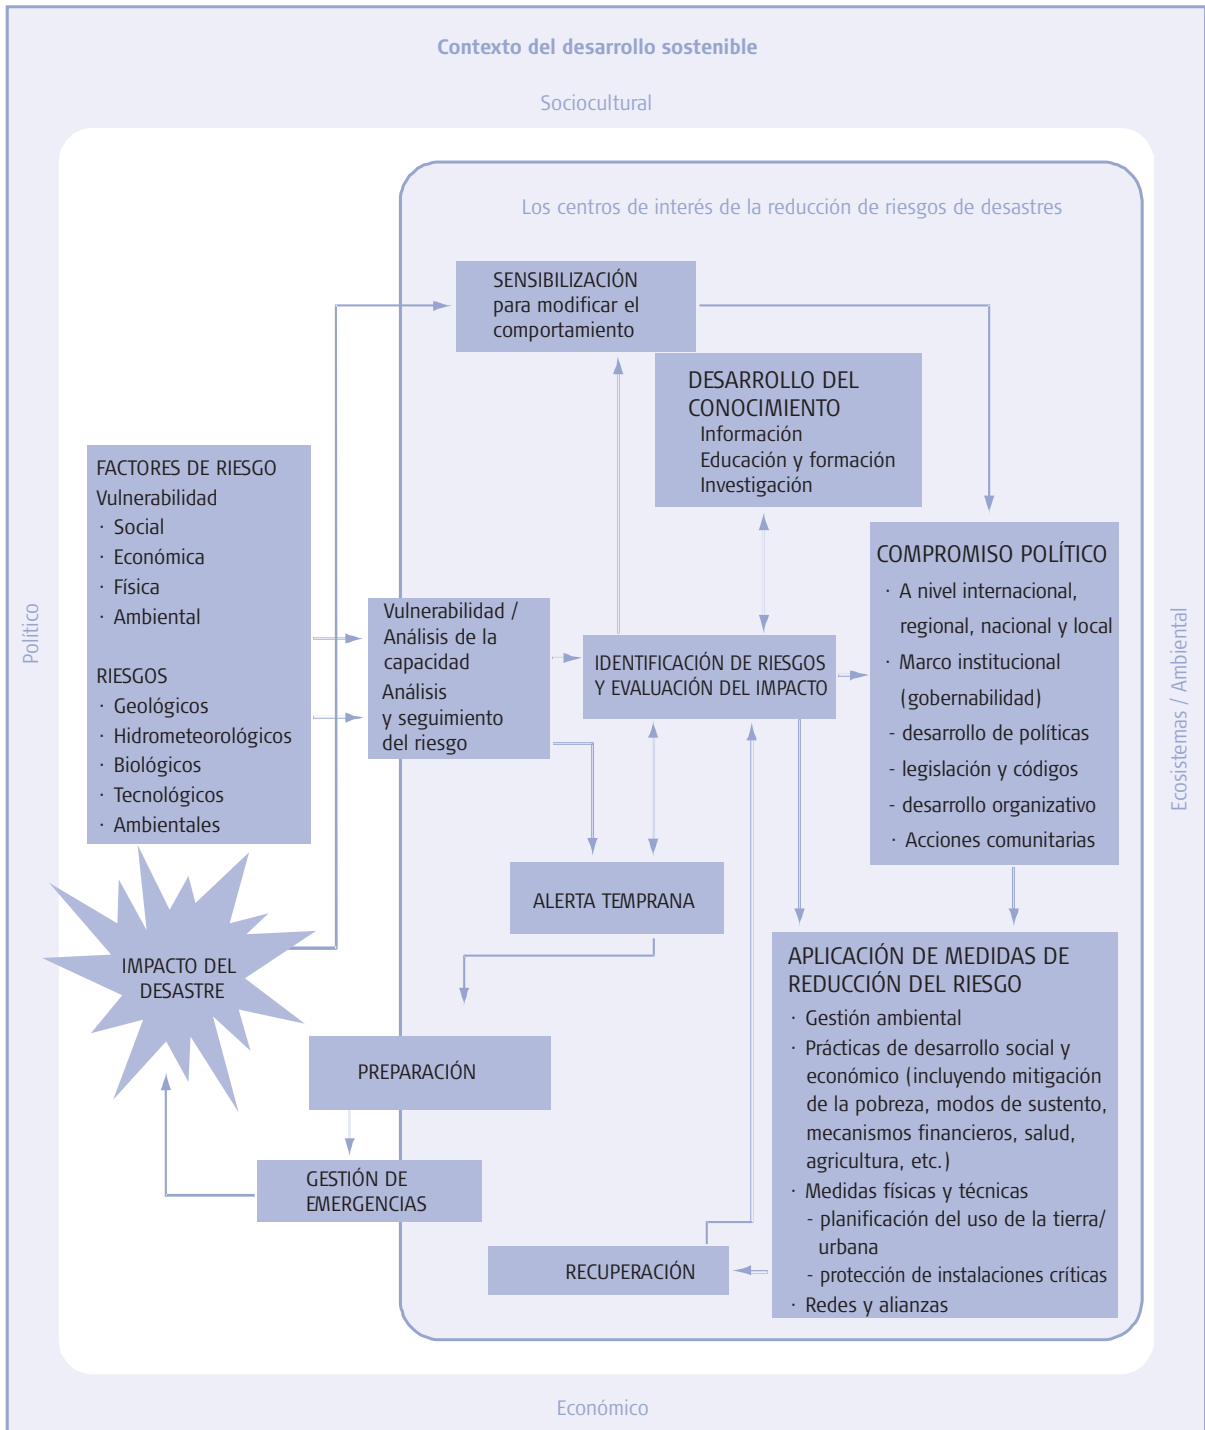 Contexto del desarrollo sostenible
Sociocultural
Los centros de interés de la reducción de riesgos de desastres
SENSIBILIZACIÓN
para modificar el
comportamiento
DESARROLLO DEL
CONOCIMIENTO
Información
Educación y formación
Investigación
FACTORES DE RIESGO
Vulnerabilidad
· Social
· Económica
· Física
· Ambiental
RIESGOS
· Geológicos
· Hidrometeorológicos
· Biológicos
· Tecnológicos
· Ambientales
Político
Vulnerabilidad /
Análisis de la
capacidad
Análisis
y seguimiento
del riesgo
IDENTIFICACIÓN DE RIESGOS
Y EVALUACIÓN DEL IMPACTO
COMPROMISO POLÍTICO
· A nivel internacional,
regional, nacional y local
· Marco institucional
(gobernabilidad)
- desarrollo de políticas
- legislación y códigos
- desarrollo organizativo
· Acciones comunitarias
Ecosistemas / Ambiental
ALERTA TEMPRANA
IMPACTO DEL
DESASTRE
APLICACIÓN DE MEDIDAS DE
REDUCCIÓN DEL RIESGO
· Gestión ambiental
· Prácticas de desarrollo social y
económico (incluyendo mitigación
de la pobreza, modos de sustento,
mecanismos financieros, salud,
agricultura, etc.)
· Medidas físicas y técnicas
- planificación del uso de la tierra/
urbana
- protección de instalaciones críticas
· Redes y alianzas
PREPARACIÓN
GESTIÓN DE
EMERGENCIAS
RECUPERACIÓN
Económico